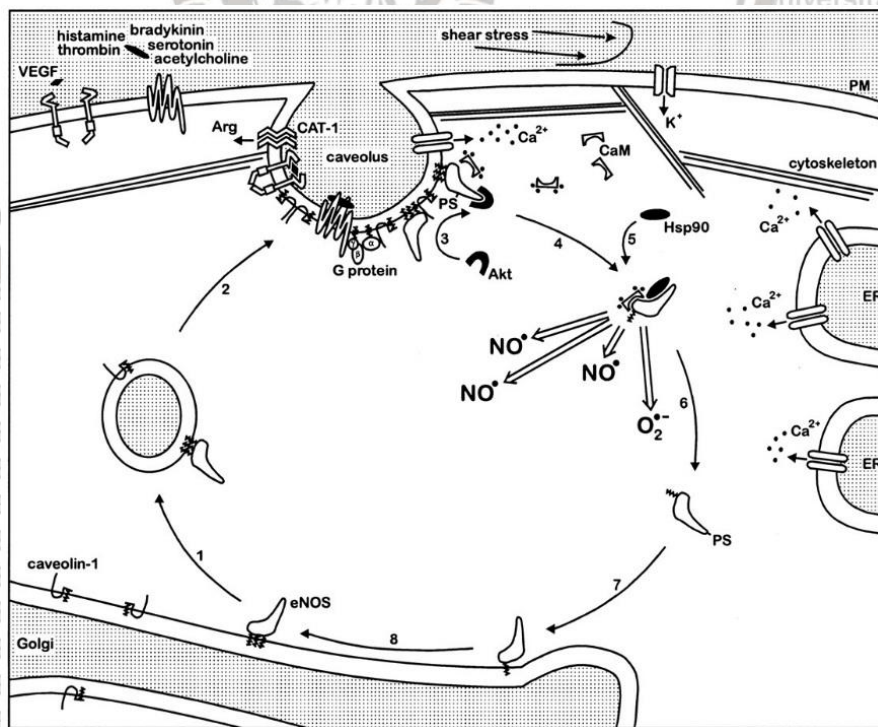 histamine
thrombin
bradykinin
serotonin
acetylcholine
VEGF
shear stress
PM
K+
Arg
CAT-1
caveolus
Ca2+
CaM
cytoskeleton
PS
Ca2+
3
4
5
Hsp90
G protein
γ
β
α
Akt
ER
Ca2+
2
NO•
NO•
NO•
O2•-
6
Ca2+
ER
PS
1
caveolin-1
eNOS
7
8
Golgi